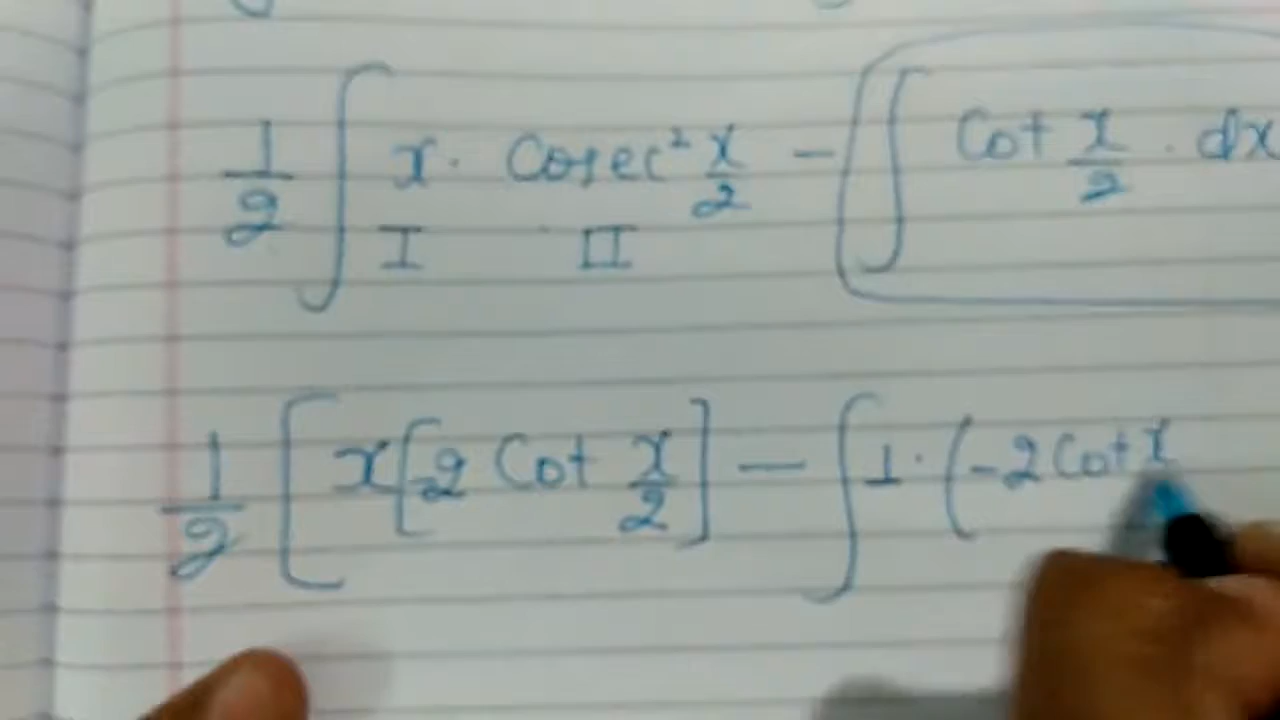 1/2 ∫ x · Cosec² x/2 − ∫ Cot x/2 · dx
I II
1/2 [ x[-2 Cot x/2] − ∫ 1 · (-2 Cot x